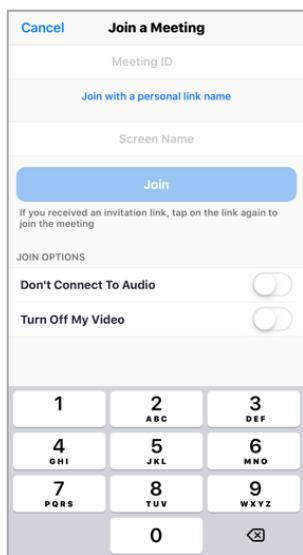 Cancel Join a Meeting
Meeting ID
Join with a personal link name
Screen Name
Join
If you received an invitation link, tap on the link again to
join the meeting
JOIN OPTIONS
Don't Connect To Audio
Turn Off My Video
1 2 3
ABC DEF
4 5 6
GHI JKL MNO
7 8 9
PQRS TUV WXYZ
0